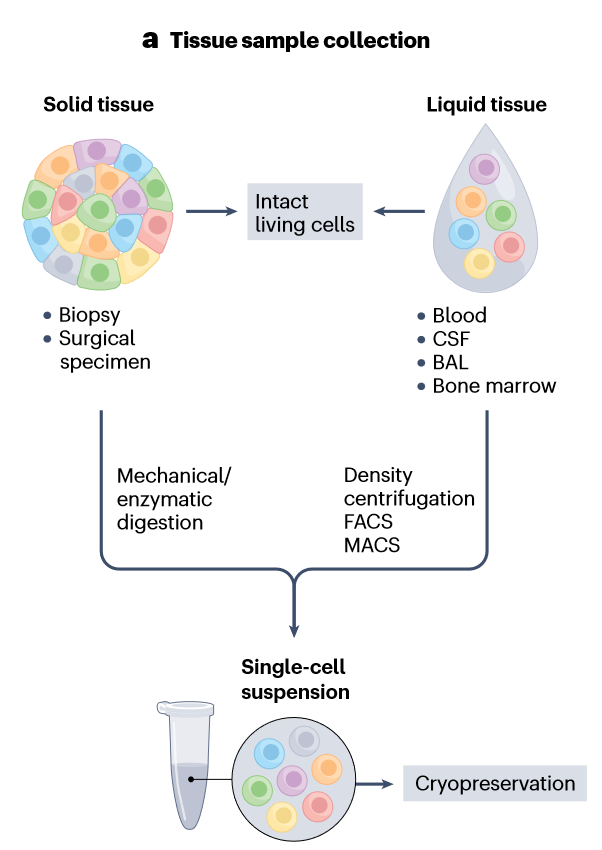 a Tissue sample collection
Solid tissue
Liquid tissue
Intact
living cells
• Biopsy
• Surgical
specimen
• Blood
• CSF
• BAL
• Bone marrow
Mechanical/
enzymatic
digestion
Density
centrifugation
FACS
MACS
Single-cell
suspension
Cryopreservation